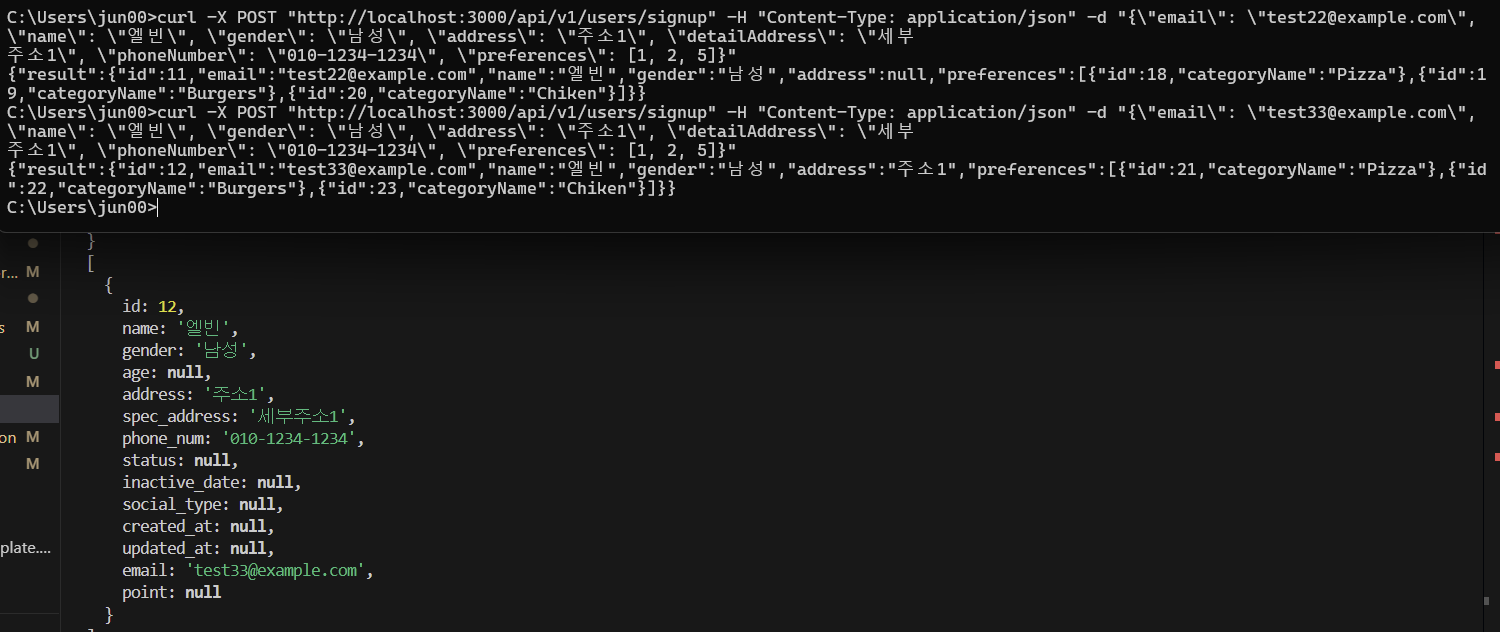 C:\Users\jun00>curl -X POST "http://localhost:3000/api/v1/users/signup" -H "Content-Type: application/json" -d "{\"email\": \"test22@example.com\",
\"name\": \"엘빈\", \"gender\": \"남성\", \"address\": \"주소1\", \"detailAddress\": \"세부
주소1\", \"phoneNumber\": \"010-1234-1234\", \"preferences\": [1, 2, 5]}"
{"result":{"id":11,"email":"test22@example.com","name":"엘빈","gender":"남성","address":null,"preferences":[{"id":18,"categoryName":"Pizza"},{"id":1
9,"categoryName":"Burgers"},{"id":20,"categoryName":"Chiken"}]}}
C:\Users\jun00>curl -X POST "http://localhost:3000/api/v1/users/signup" -H "Content-Type: application/json" -d "{\"email\": \"test33@example.com\",
\"name\": \"엘빈\", \"gender\": \"남성\", \"address\": \"주소1\", \"detailAddress\": \"세부
주소1\", \"phoneNumber\": \"010-1234-1234\", \"preferences\": [1, 2, 5]}"
{"result":{"id":12,"email":"test33@example.com","name":"엘빈","gender":"남성","address":"주소1","preferences":[{"id":21,"categoryName":"Pizza"},{"id
":22,"categoryName":"Burgers"},{"id":23,"categoryName":"Chiken"}]}}
C:\Users\jun00>
}
[
{
r... M
id: 12,
name: '엘빈',
s M
gender: '남성',
U
age: null,
M
address: '주소1',
spec_address: '세부주소1',
phone_num: '010-1234-1234',
on M
status: null,
M
inactive_date: null,
social_type: null,
created_at: null,
updated_at: null,
plate....
email: 'test33@example.com',
point: null
}